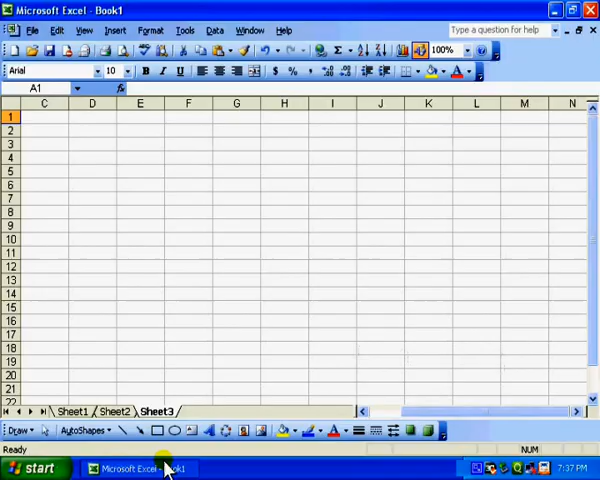 Microsoft Excel - Book1
File Edit View Insert Format Tools Data Window Help Type a question for help
Σ 100%
Arial 10 B I U $ % , A
A1 fx
C D E F G H I J K L M N
1
2
3
4
5
6
7
8
9
10
11
12
13
14
15
16
17
18
19
20
21
22
Sheet1 Sheet2 Sheet3
Draw AutoShapes A
Ready NUM
start Microsoft Excel - Book1 7:37 PM